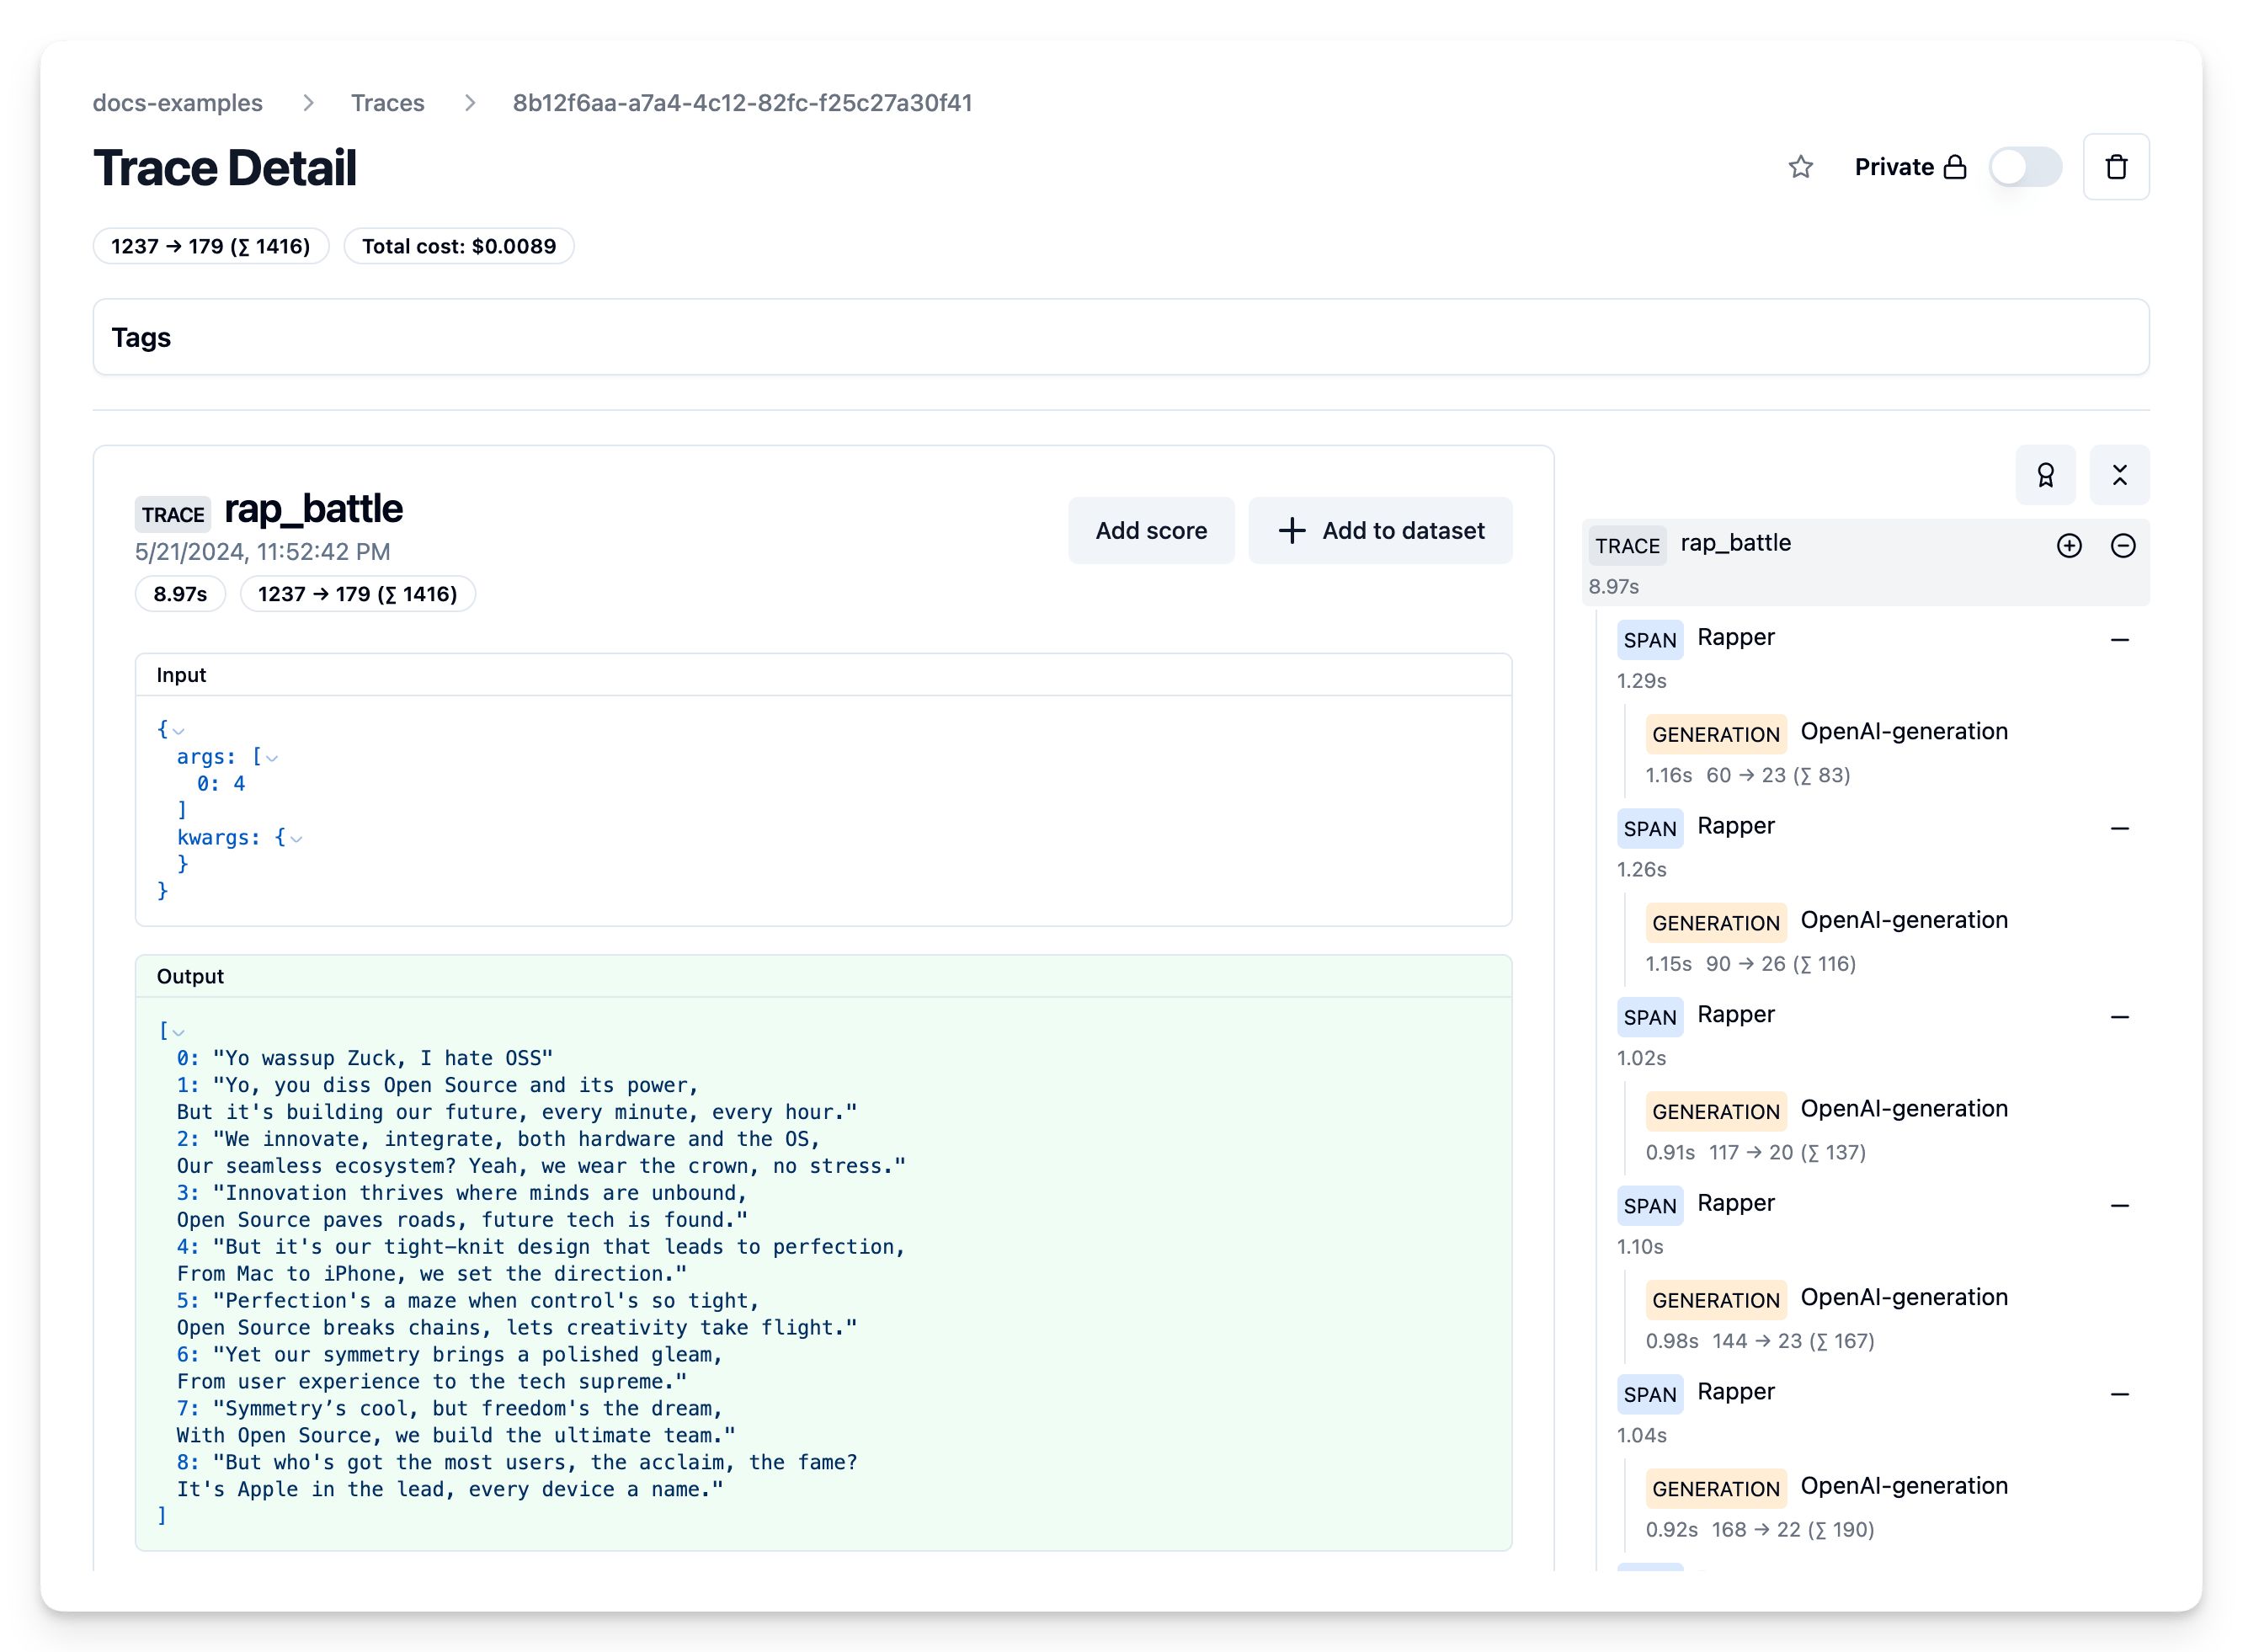 docs-examples > Traces > 8b12f6aa-a7a4-4c12-82fc-f25c27a30f41
Trace Detail
Private
1237 → 179 (∑ 1416) Total cost: $0.0089
Tags
TRACE rap_battle
5/21/2024, 11:52:42 PM
8.97s 1237 → 179 (∑ 1416)
Add score + Add to dataset
Input
{
args: [
0: 4
]
kwargs: {
}
}
Output
[
0: "Yo wassup Zuck, I hate OSS"
1: "Yo, you diss Open Source and its power,
But it's building our future, every minute, every hour."
2: "We innovate, integrate, both hardware and the OS,
Our seamless ecosystem? Yeah, we wear the crown, no stress."
3: "Innovation thrives where minds are unbound,
Open Source paves roads, future tech is found."
4: "But it's our tight-knit design that leads to perfection,
From Mac to iPhone, we set the direction."
5: "Perfection's a maze when control's so tight,
Open Source breaks chains, lets creativity take flight."
6: "Yet our symmetry brings a polished gleam,
From user experience to the tech supreme."
7: "Symmetry’s cool, but freedom's the dream,
With Open Source, we build the ultimate team."
8: "But who's got the most users, the acclaim, the fame?
It's Apple in the lead, every device a name."
]
TRACE rap_battle
8.97s
SPAN Rapper
1.29s
GENERATION OpenAI-generation
1.16s 60 → 23 (∑ 83)
SPAN Rapper
1.26s
GENERATION OpenAI-generation
1.15s 90 → 26 (∑ 116)
SPAN Rapper
1.02s
GENERATION OpenAI-generation
0.91s 117 → 20 (∑ 137)
SPAN Rapper
1.10s
GENERATION OpenAI-generation
0.98s 144 → 23 (∑ 167)
SPAN Rapper
1.04s
GENERATION OpenAI-generation
0.92s 168 → 22 (∑ 190)